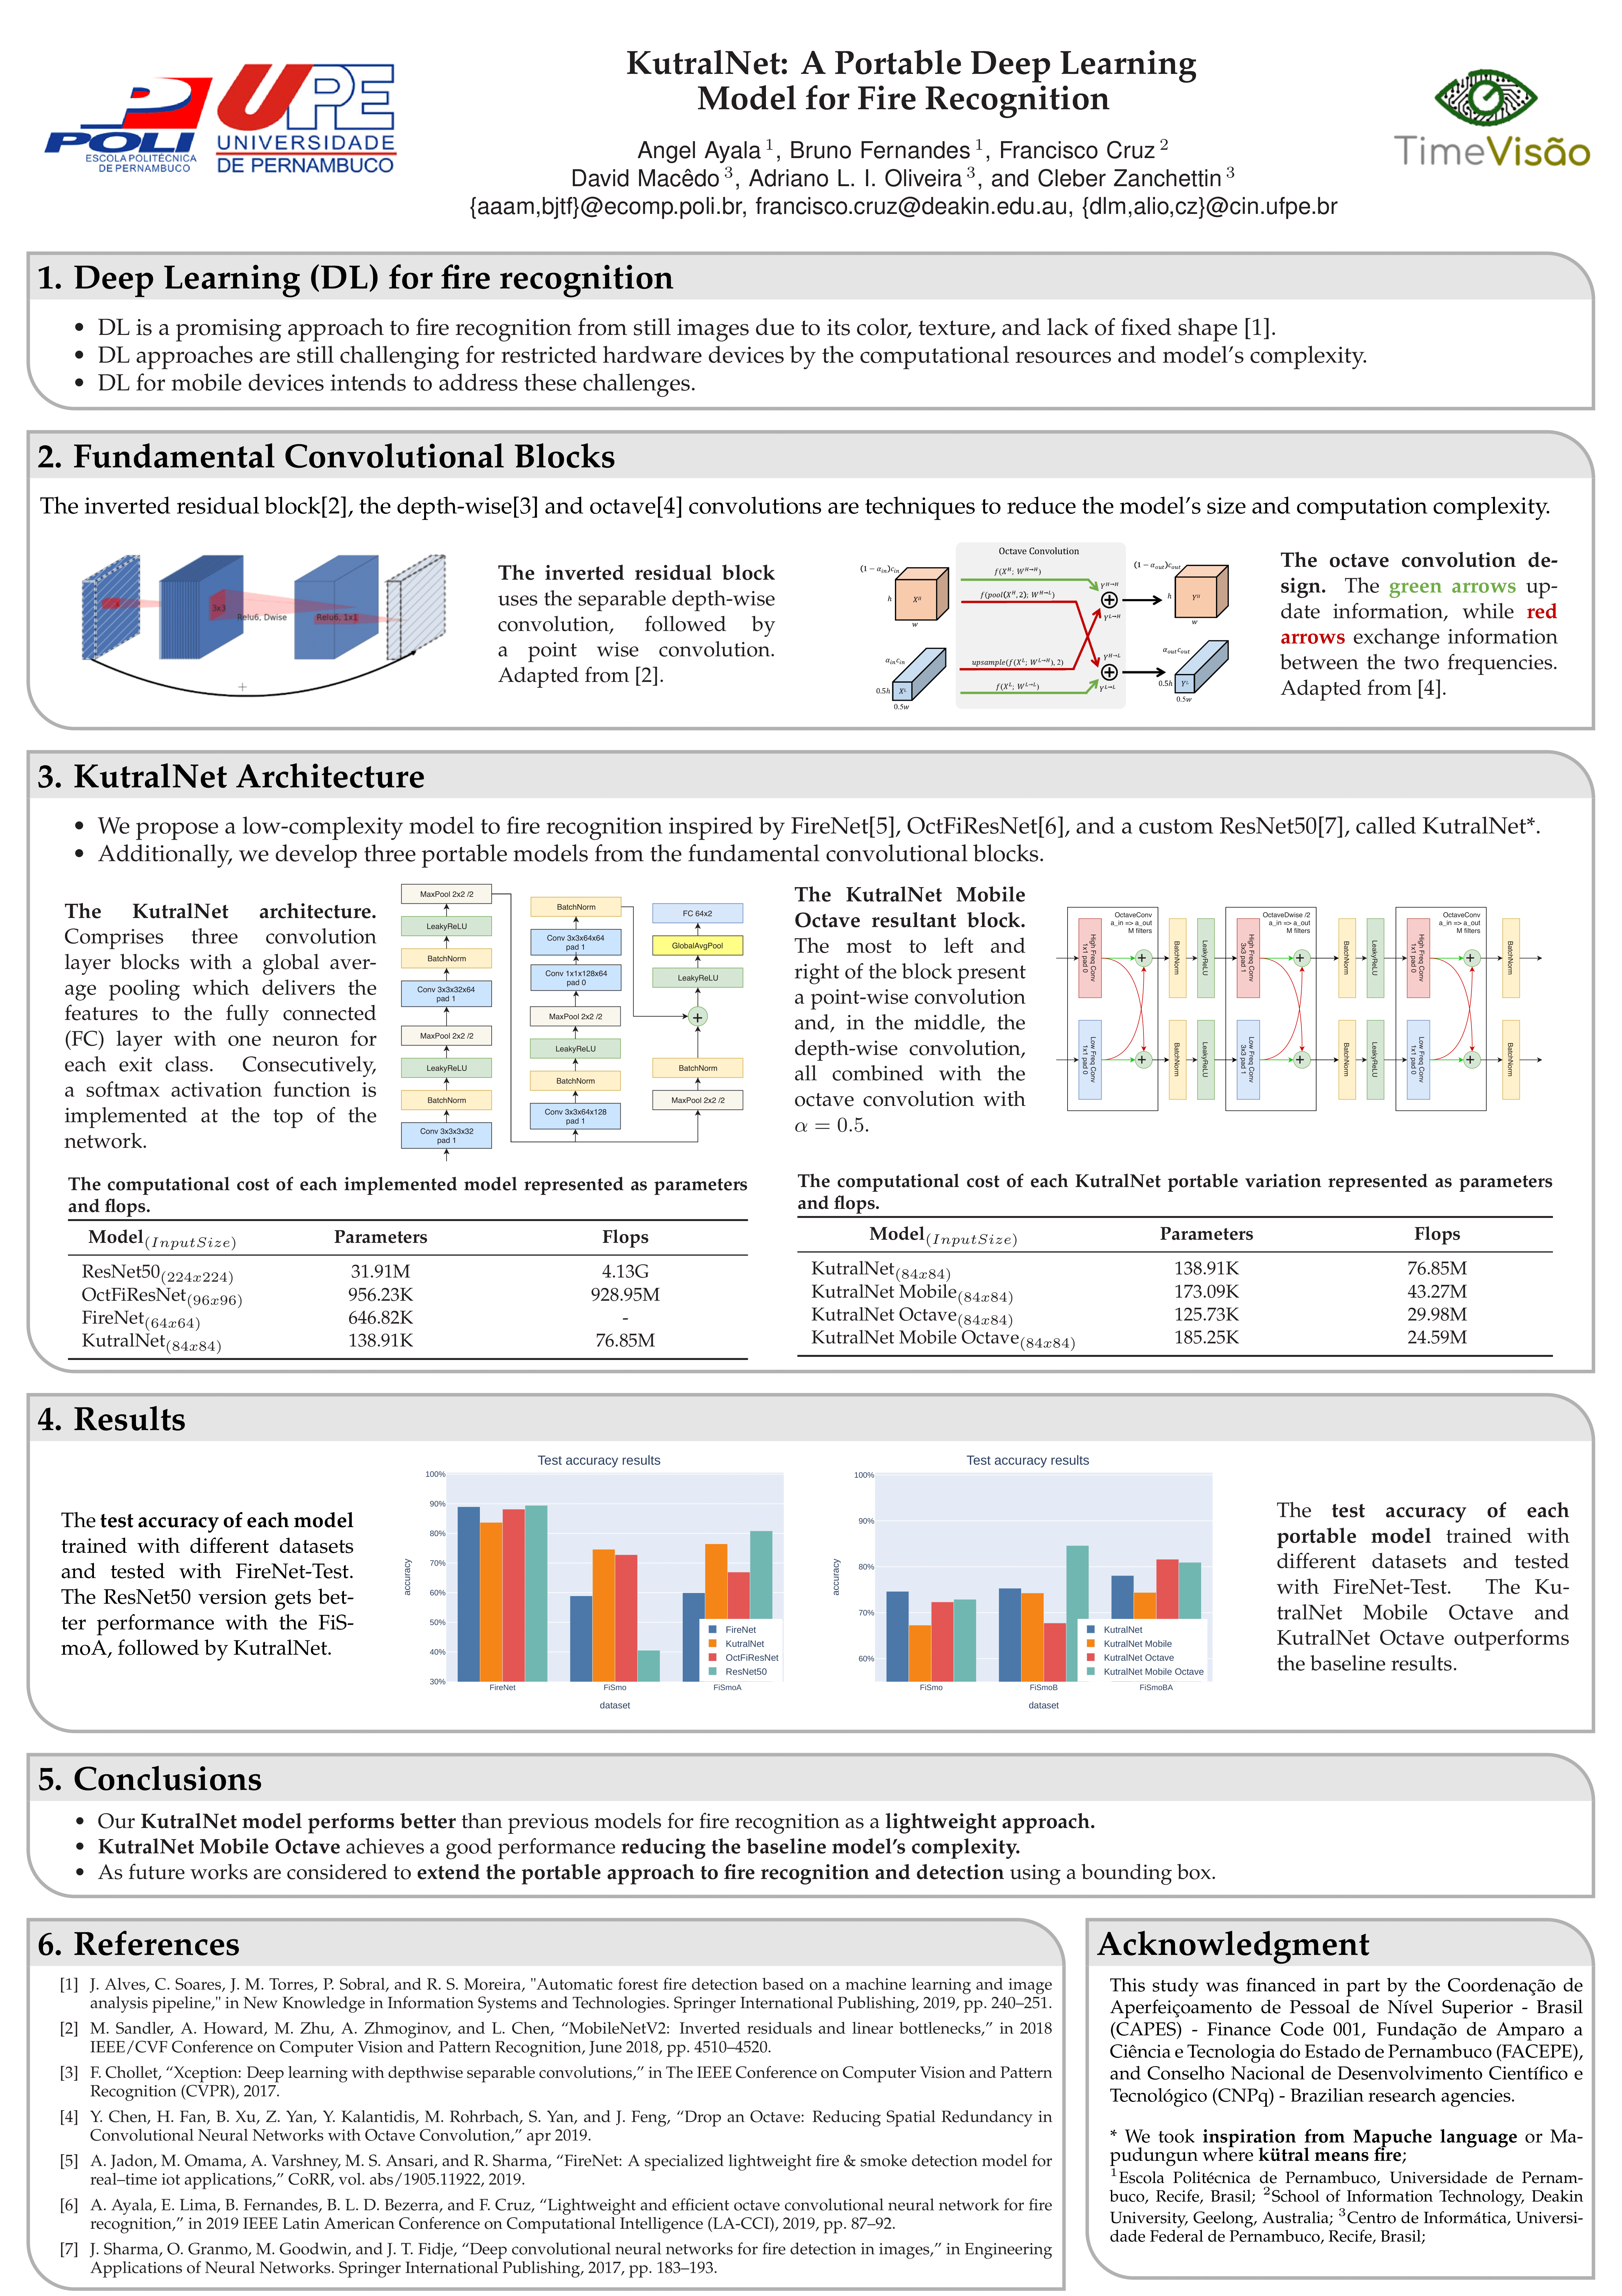 POLI
ESCOLA POLITÉCNICA
DE PERNAMBUCO
UPE
UNIVERSIDADE
DE PERNAMBUCO
KutralNet: A Portable Deep Learning
Model for Fire Recognition
Angel Ayala 1, Bruno Fernandes 1, Francisco Cruz 2
David Macêdo 3, Adriano L. I. Oliveira 3, and Cleber Zanchettin 3
{aaam,bjtf}@ecomp.poli.br, francisco.cruz@deakin.edu.au, {dlm,alio,cz}@cin.ufpe.br
TimeVisão
1. Deep Learning (DL) for fire recognition
• DL is a promising approach to fire recognition from still images due to its color, texture, and lack of fixed shape [1].
• DL approaches are still challenging for restricted hardware devices by the computational resources and model's complexity.
• DL for mobile devices intends to address these challenges.
2. Fundamental Convolutional Blocks
The inverted residual block[2], the depth-wise[3] and octave[4] convolutions are techniques to reduce the model's size and computation complexity.
3x3
Relu6, Dwise
Relu6, 1x1
+
The inverted residual block
uses the separable depth-wise
convolution, followed by
a point wise convolution.
Adapted from [2].
Octave Convolution
(1 − α_in)c_in
h
X^H
w
f(X^H; W^H→H)
f(pool(X^H, 2); W^H→L)
upsample(f(X^L; W^L→H), 2)
f(X^L; W^L→L)
α_in c_in
0.5h
X^L
0.5w
Y^H→H
Y^L→H
Y^H→L
Y^L→L
(1 − α_out)c_out
h
Y^H
w
α_out c_out
0.5h
Y^L
0.5w
The octave convolution de-
sign. The green arrows up-
date information, while red
arrows exchange information
between the two frequencies.
Adapted from [4].
3. KutralNet Architecture
• We propose a low-complexity model to fire recognition inspired by FireNet[5], OctFiResNet[6], and a custom ResNet50[7], called KutralNet*.
• Additionally, we develop three portable models from the fundamental convolutional blocks.
The KutralNet architecture.
Comprises three convolution
layer blocks with a global aver-
age pooling which delivers the
features to the fully connected
(FC) layer with one neuron for
each exit class. Consecutively,
a softmax activation function is
implemented at the top of the
network.
MaxPool 2x2 /2
LeakyReLU
BatchNorm
Conv 3x3x32x64
pad 1
MaxPool 2x2 /2
LeakyReLU
BatchNorm
Conv 3x3x3x32
pad 1
BatchNorm
Conv 3x3x64x64
pad 1
Conv 1x1x128x64
pad 0
MaxPool 2x2 /2
LeakyReLU
BatchNorm
Conv 3x3x64x128
pad 1
FC 64x2
GlobalAvgPool
LeakyReLU
+
BatchNorm
MaxPool 2x2 /2
The KutralNet Mobile
Octave resultant block.
The most to left and
right of the block present
a point-wise convolution
and, in the middle, the
depth-wise convolution,
all combined with the
octave convolution with
α = 0.5.
OctaveConv
a_in => a_out
M filters
High Freq Conv
1x1 pad 0
Low Freq Conv
1x1 pad 0
+
+
BatchNorm
BatchNorm
LeakyReLU
LeakyReLU
OctaveDwise /2
a_in => a_out
M filters
High Freq Conv
3x3 pad 1
Low Freq Conv
3x3 pad 1
+
+
BatchNorm
BatchNorm
LeakyReLU
LeakyReLU
OctaveConv
a_in => a_out
M filters
High Freq Conv
1x1 pad 0
Low Freq Conv
1x1 pad 0
+
+
BatchNorm
BatchNorm
The computational cost of each implemented model represented as parameters
and flops.
Model(InputSize) Parameters Flops
ResNet50(224x224) 31.91M 4.13G
OctFiResNet(96x96) 956.23K 928.95M
FireNet(64x64) 646.82K -
KutralNet(84x84) 138.91K 76.85M
The computational cost of each KutralNet portable variation represented as parameters
and flops.
Model(InputSize) Parameters Flops
KutralNet(84x84) 138.91K 76.85M
KutralNet Mobile(84x84) 173.09K 43.27M
KutralNet Octave(84x84) 125.73K 29.98M
KutralNet Mobile Octave(84x84) 185.25K 24.59M
4. Results
The test accuracy of each model
trained with different datasets
and tested with FireNet-Test.
The ResNet50 version gets bet-
ter performance with the FiS-
moA, followed by KutralNet.
Test accuracy results
accuracy
100%
90%
80%
70%
60%
50%
40%
30%
FireNet
KutralNet
OctFiResNet
ResNet50
FireNet FiSmo FiSmoA
dataset
Test accuracy results
accuracy
100%
90%
80%
70%
60%
KutralNet
KutralNet Mobile
KutralNet Octave
KutralNet Mobile Octave
FiSmo FiSmoB FiSmoBA
dataset
The test accuracy of each
portable model trained with
different datasets and tested
with FireNet-Test. The Ku-
tralNet Mobile Octave and
KutralNet Octave outperforms
the baseline results.
5. Conclusions
• Our KutralNet model performs better than previous models for fire recognition as a lightweight approach.
• KutralNet Mobile Octave achieves a good performance reducing the baseline model's complexity.
• As future works are considered to extend the portable approach to fire recognition and detection using a bounding box.
6. References
[1] J. Alves, C. Soares, J. M. Torres, P. Sobral, and R. S. Moreira, "Automatic forest fire detection based on a machine learning and image
analysis pipeline," in New Knowledge in Information Systems and Technologies. Springer International Publishing, 2019, pp. 240–251.
[2] M. Sandler, A. Howard, M. Zhu, A. Zhmoginov, and L. Chen, “MobileNetV2: Inverted residuals and linear bottlenecks,” in 2018
IEEE/CVF Conference on Computer Vision and Pattern Recognition, June 2018, pp. 4510–4520.
[3] F. Chollet, “Xception: Deep learning with depthwise separable convolutions,” in The IEEE Conference on Computer Vision and Pattern
Recognition (CVPR), 2017.
[4] Y. Chen, H. Fan, B. Xu, Z. Yan, Y. Kalantidis, M. Rohrbach, S. Yan, and J. Feng, “Drop an Octave: Reducing Spatial Redundancy in
Convolutional Neural Networks with Octave Convolution,” apr 2019.
[5] A. Jadon, M. Omama, A. Varshney, M. S. Ansari, and R. Sharma, “FireNet: A specialized lightweight fire & smoke detection model for
real–time iot applications,” CoRR, vol. abs/1905.11922, 2019.
[6] A. Ayala, E. Lima, B. Fernandes, B. L. D. Bezerra, and F. Cruz, “Lightweight and efficient octave convolutional neural network for fire
recognition,” in 2019 IEEE Latin American Conference on Computational Intelligence (LA-CCI), 2019, pp. 87–92.
[7] J. Sharma, O. Granmo, M. Goodwin, and J. T. Fidje, “Deep convolutional neural networks for fire detection in images,” in Engineering
Applications of Neural Networks. Springer International Publishing, 2017, pp. 183–193.
Acknowledgment
This study was financed in part by the Coordenação de
Aperfeiçoamento de Pessoal de Nível Superior - Brasil
(CAPES) - Finance Code 001, Fundação de Amparo a
Ciência e Tecnologia do Estado de Pernambuco (FACEPE),
and Conselho Nacional de Desenvolvimento Científico e
Tecnológico (CNPq) - Brazilian research agencies.
* We took inspiration from Mapuche language or Ma-
pudungun where kütral means fire;
1Escola Politécnica de Pernambuco, Universidade de Pernam-
buco, Recife, Brasil; 2School of Information Technology, Deakin
University, Geelong, Australia; 3Centro de Informática, Universi-
dade Federal de Pernambuco, Recife, Brasil;